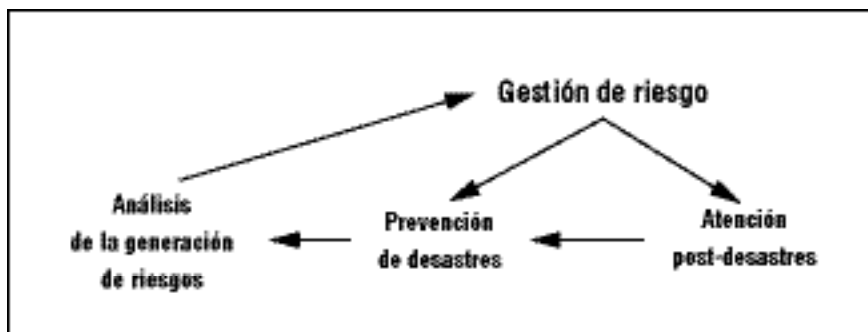 Gestión de riesgo
Análisis
de la generación
de riesgos
Prevención
de desastres
Atención
post-desastres